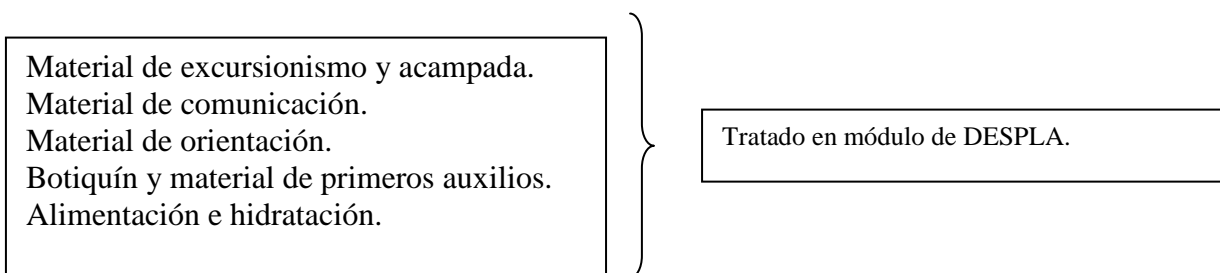 Material de excursionismo y acampada.
Material de comunicación.
Material de orientación.
Botiquín y material de primeros auxilios.
Alimentación e hidratación.
Tratado en módulo de DESPLA.